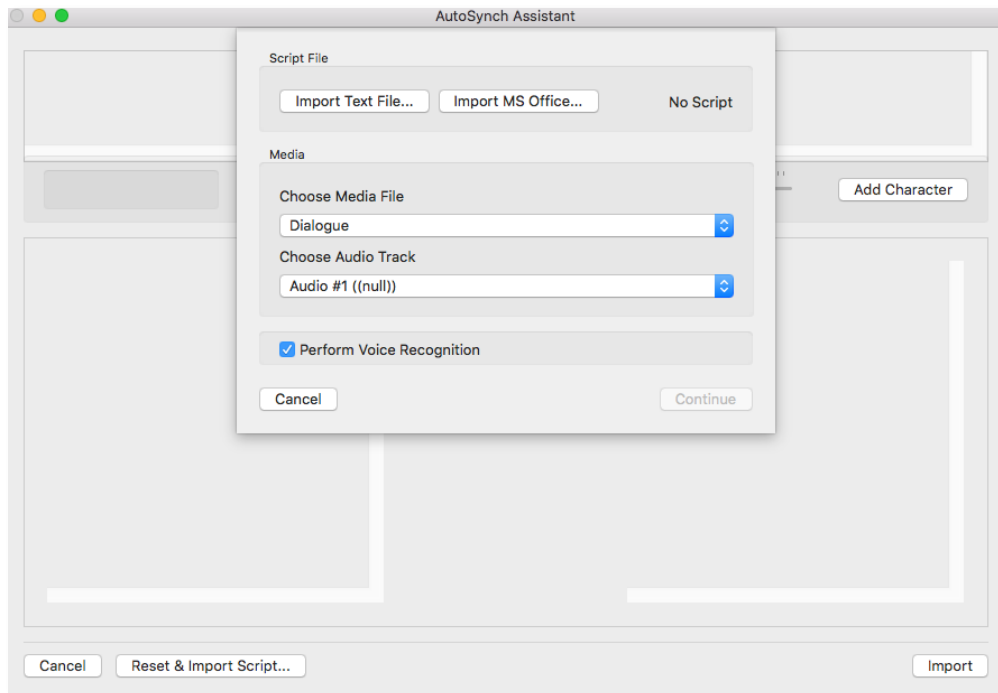 AutoSynch Assistant
Script File
Import Text File...
Import MS Office...
No Script
Media
Add Character
Choose Media File
Dialogue
Choose Audio Track
Audio #1 ((null))
Perform Voice Recognition
Cancel
Continue
Cancel
Reset & Import Script...
Import